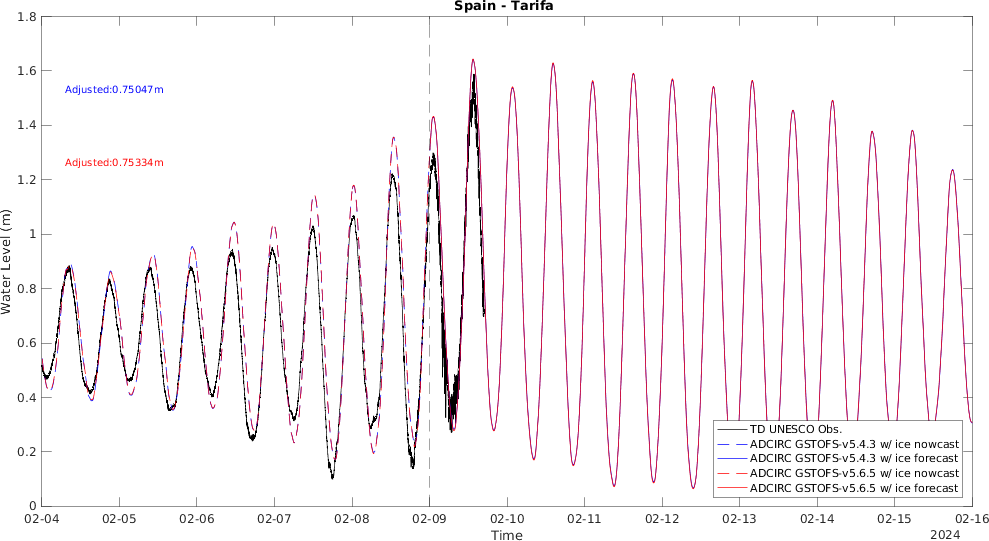 Spain - Tarifa
1.8
1.6
1.4
1.2
1
0.8
0.6
0.4
0.2
0
Water Level (m)
Adjusted:0.75047m
Adjusted:0.75334m
TD UNESCO Obs.
ADCIRC GSTOFS-v5.4.3 w/ ice nowcast
ADCIRC GSTOFS-v5.4.3 w/ ice forecast
ADCIRC GSTOFS-v5.6.5 w/ ice nowcast
ADCIRC GSTOFS-v5.6.5 w/ ice forecast
02-04 02-05 02-06 02-07 02-08 02-09 02-10 02-11 02-12 02-13 02-14 02-15 02-16
Time
2024